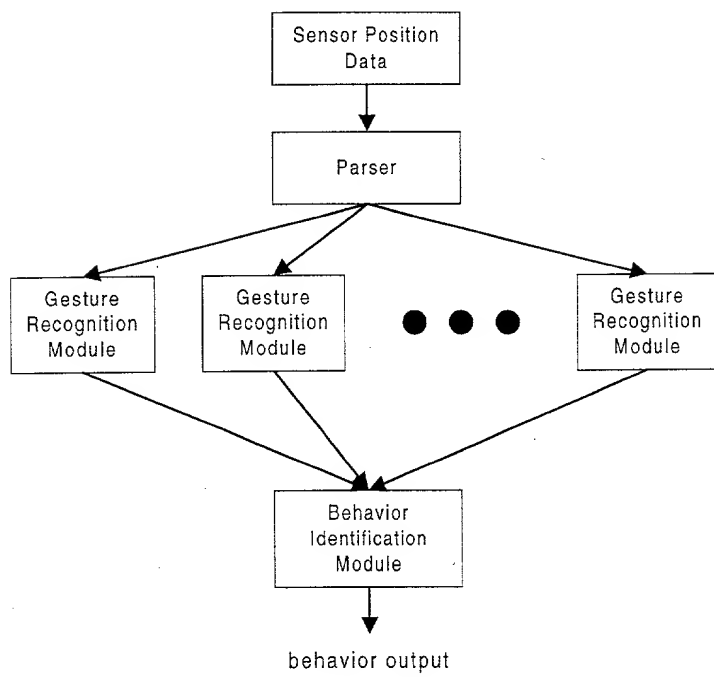 Sensor Position
Data
Parser
Gesture
Recognition
Module
Gesture
Recognition
Module
Gesture
Recognition
Module
Behavior
Identification
Module
behavior output